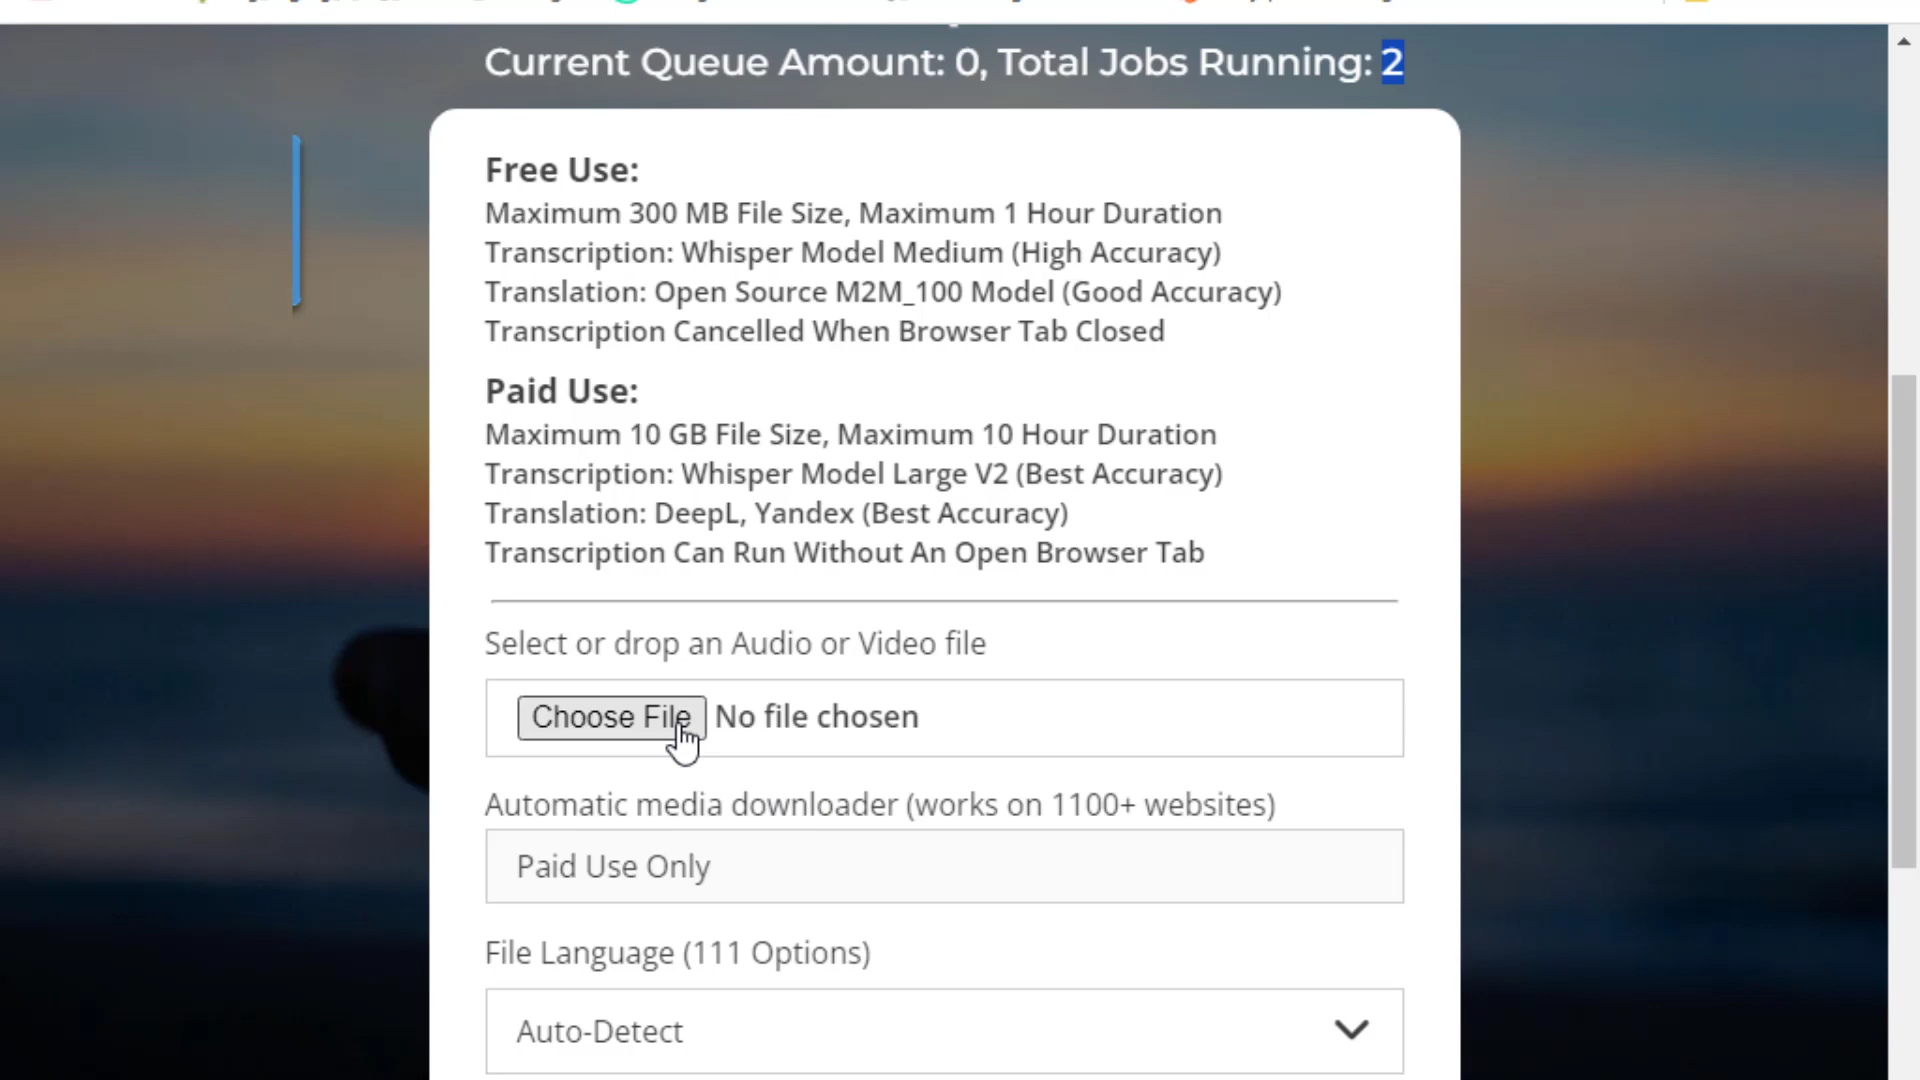 Current Queue Amount: 0, Total Jobs Running: 2
Free Use:
Maximum 300 MB File Size, Maximum 1 Hour Duration
Transcription: Whisper Model Medium (High Accuracy)
Translation: Open Source M2M_100 Model (Good Accuracy)
Transcription Cancelled When Browser Tab Closed
Paid Use:
Maximum 10 GB File Size, Maximum 10 Hour Duration
Transcription: Whisper Model Large V2 (Best Accuracy)
Translation: DeepL, Yandex (Best Accuracy)
Transcription Can Run Without An Open Browser Tab
Select or drop an Audio or Video file
Choose File No file chosen
Automatic media downloader (works on 1100+ websites)
Paid Use Only
File Language (111 Options)
Auto-Detect